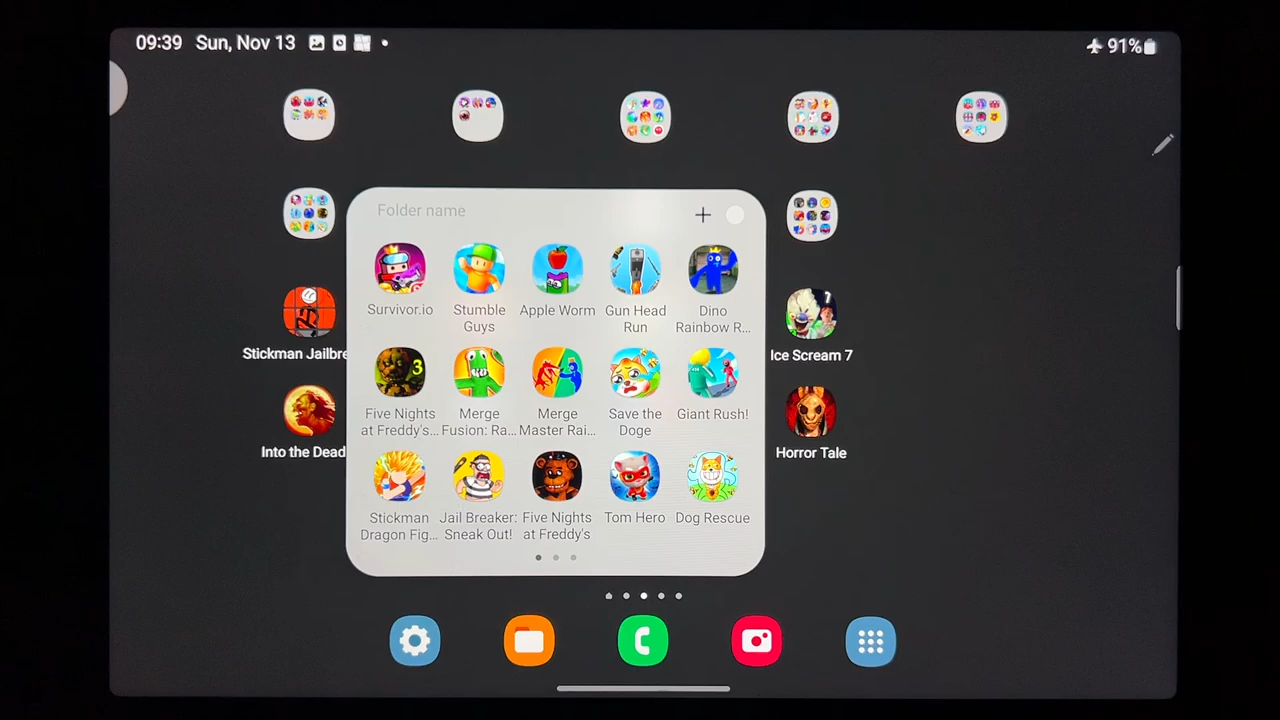 09:39 Sun, Nov 13
91%
Folder name
Survivor.io
Stumble
Guys
Apple Worm
Gun Head
Run
Dino
Rainbow R...
Stickman Jailbre
Five Nights
at Freddy's...
Merge
Fusion: Ra...
Merge
Master Rai...
Save the
Doge
Giant Rush!
Ice Scream 7
Into the Dead
Stickman
Dragon Fig...
Jail Breaker:
Sneak Out!
Five Nights
at Freddy's
Tom Hero
Dog Rescue
Horror Tale